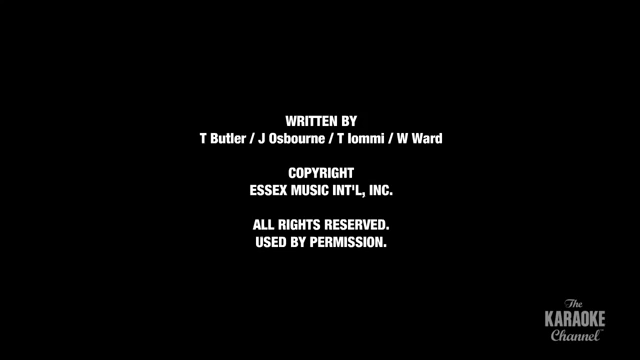 WRITTEN BY
T Butler / J Osbourne / T Iommi / W Ward
COPYRIGHT
ESSEX MUSIC INT'L, INC.
ALL RIGHTS RESERVED.
USED BY PERMISSION.
The
KARAOKE
Channel™